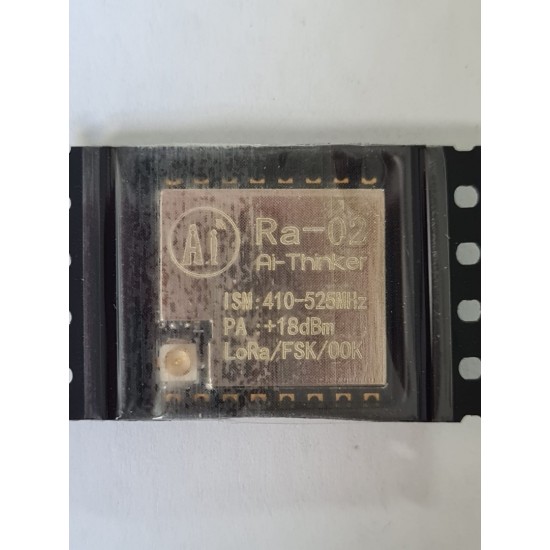 Ai
Ra-02
Ai-Thinker
ISM:410-525MHz
PA :+18dBm
LoRa/FSK/OOK